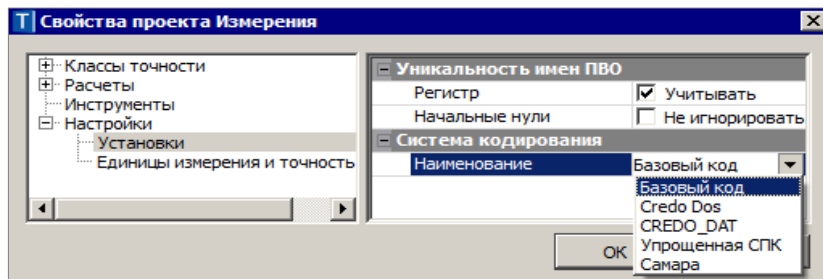 T Свойства проекта Измерения
Классы точности
Расчеты
Инструменты
Настройки
Установки
Единицы измерения и точность
Уникальность имен ПВО
Регистр Учитывать
Начальные нули Не игнорировать
Система кодирования
Наименование Базовый код
Базовый код
Credo Dos
CREDO_DAT
Упрощенная СПК
Самара
ОК